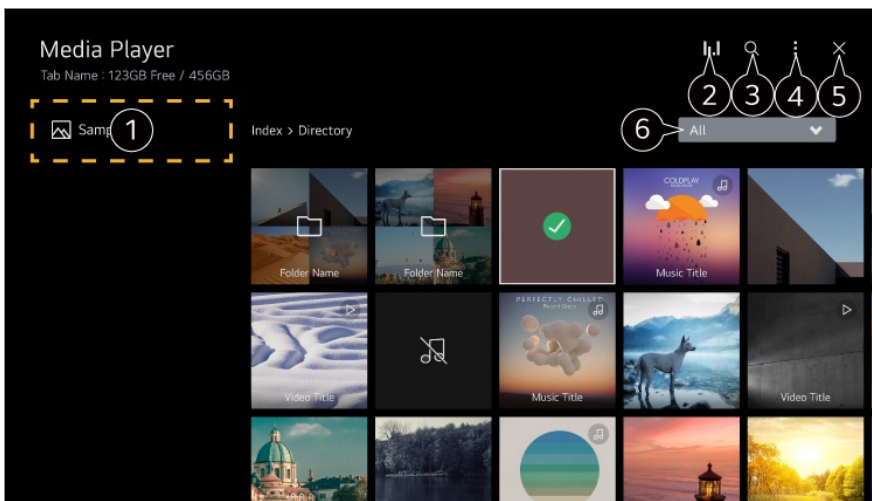 Media Player
Tab Name : 123GB Free / 456GB
2
3
4
5
Samp
1
Index > Directory
6
All
Folder Name
Folder Name
COLDPLAY
Music Title
Video Title
PERFECTLY CHILLED
Music Title
Video Title